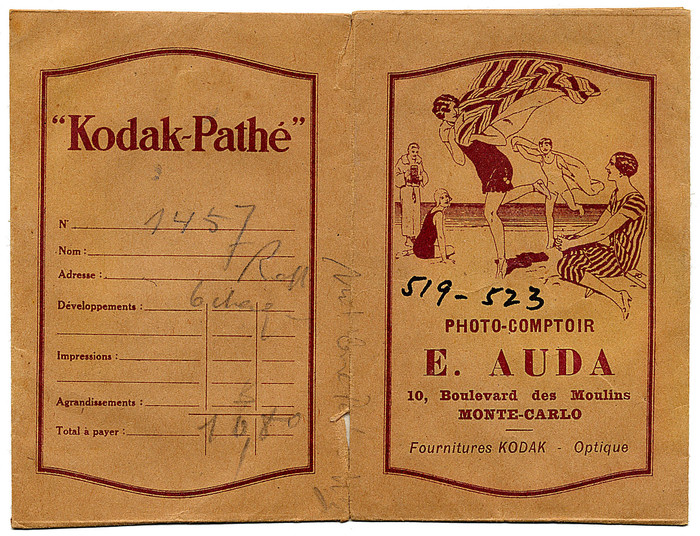 "Kodak-Pathé"
N° 1457
Nom :
Adresse :
Développements :
Impressions :
Agrandissements :
Total à payer :
519-523
PHOTO-COMPTOIR
E. AUDA
10, Boulevard des Moulins
MONTE-CARLO
Fournitures KODAK - Optique